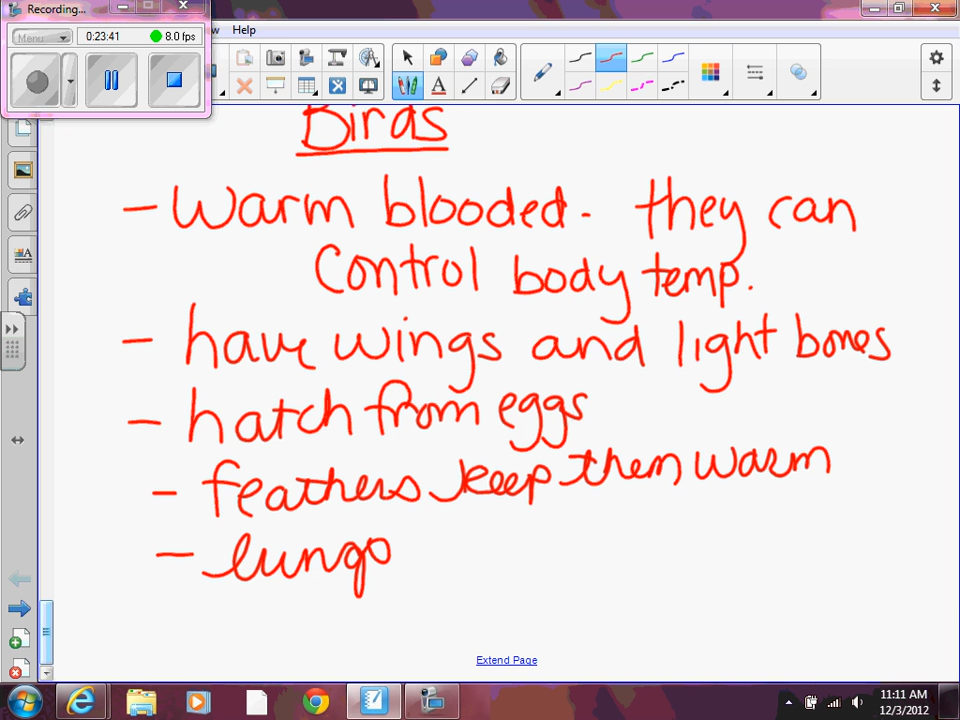 Recording...
Menu
0:23:41
8.0 fps
w Help
Birds
- Warm blooded - they can
Control body temp.
- have wings and light bones
- hatch from eggs
- feathers keep them warm
- lungs
Extend Page
11:11 AM
12/3/2012